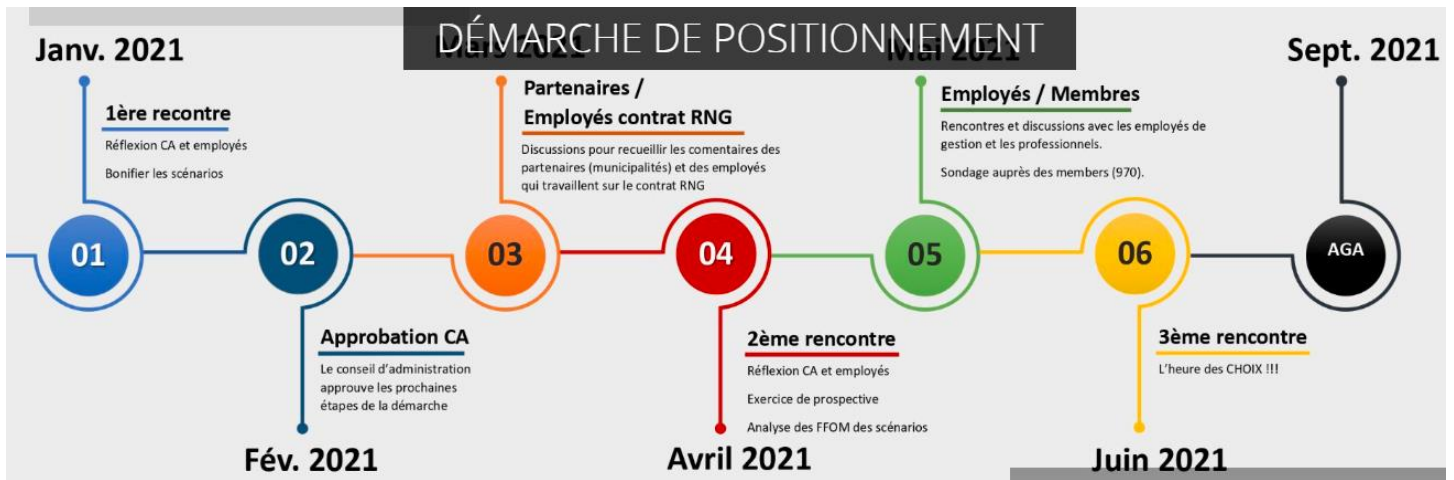 DÉMARCHE DE POSITIONNEMENT
Janv. 2021
Mars 2021
Mai 2021
Sept. 2021
1ère recontre
Réflexion CA et employés
Bonifier les scénarios
Partenaires /
Employés contrat RNG
Discussions pour recueillir les comentaires des
partenaires (municipalités) et des employés
qui travaillent sur le contrat RNG
Employés / Membres
Rencontres et discussions avec les employés de
gestion et les professionnels.
Sondage auprès des members (970).
01
02
03
04
05
06
AGA
Approbation CA
Le conseil d'administration
approuve les prochaines
étapes de la démarche
2ème rencontre
Réflexion CA et employés
Exercice de prospective
Analyse des FFOM des scénarios
3ème rencontre
L'heure des CHOIX !!!
Fév. 2021
Avril 2021
Juin 2021